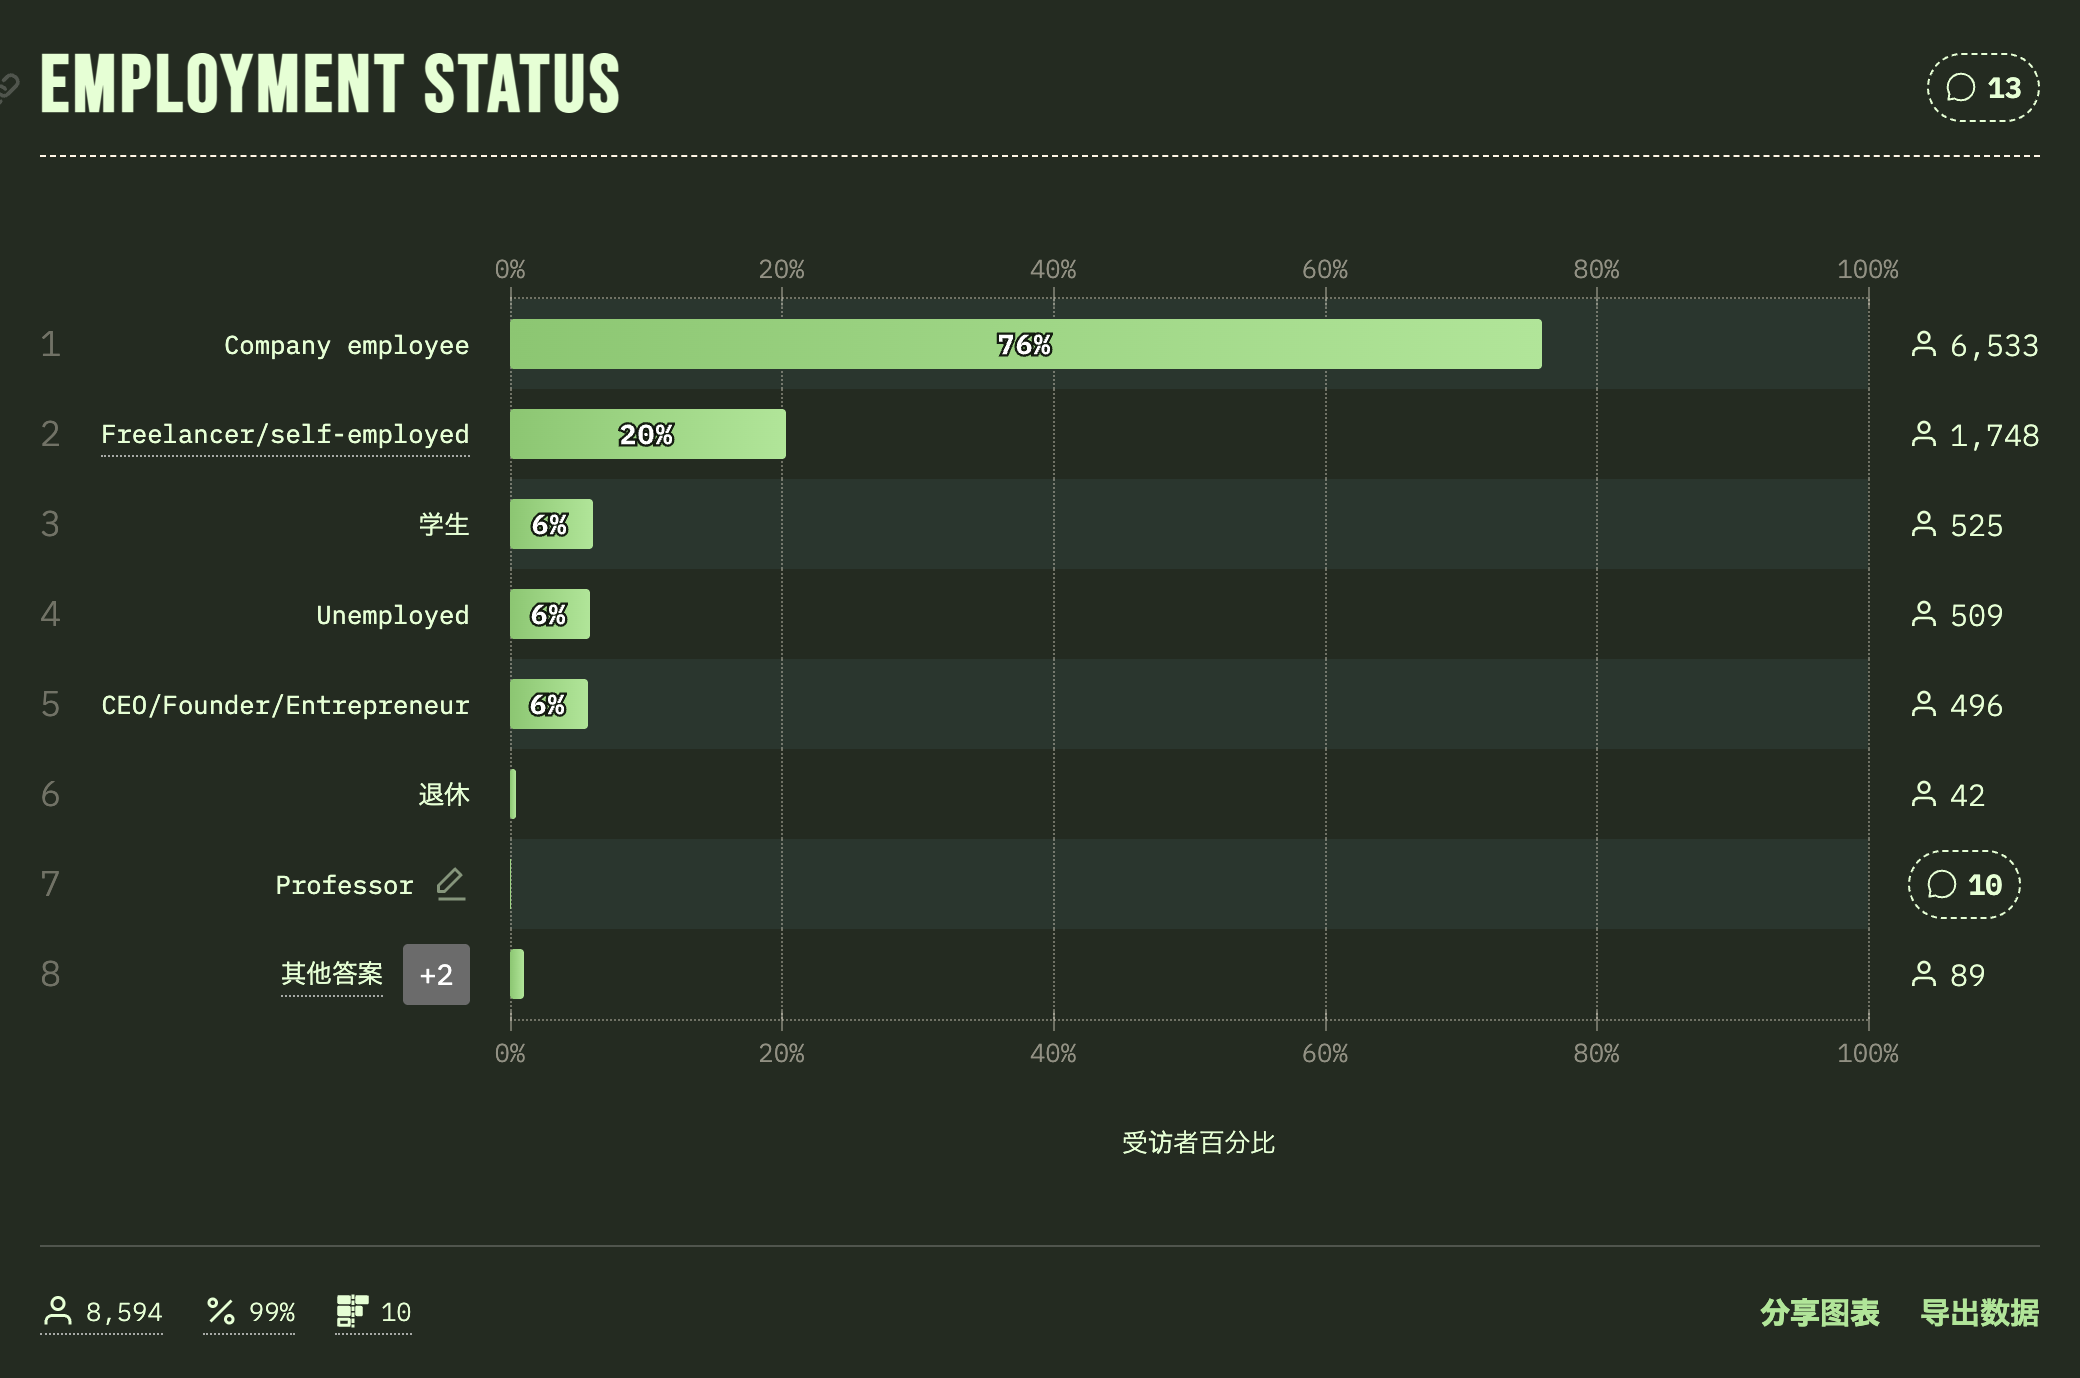 EMPLOYMENT STATUS
13
0% 20% 40% 60% 80% 100%
1 Company employee 76% 6,533
2 Freelancer/self-employed 20% 1,748
3 学生 6% 525
4 Unemployed 6% 509
5 CEO/Founder/Entrepreneur 6% 496
6 退休 42
7 Professor 10
8 其他答案 +2 89
0% 20% 40% 60% 80% 100%
受访者百分比
8,594 99% 10 分享图表 导出数据